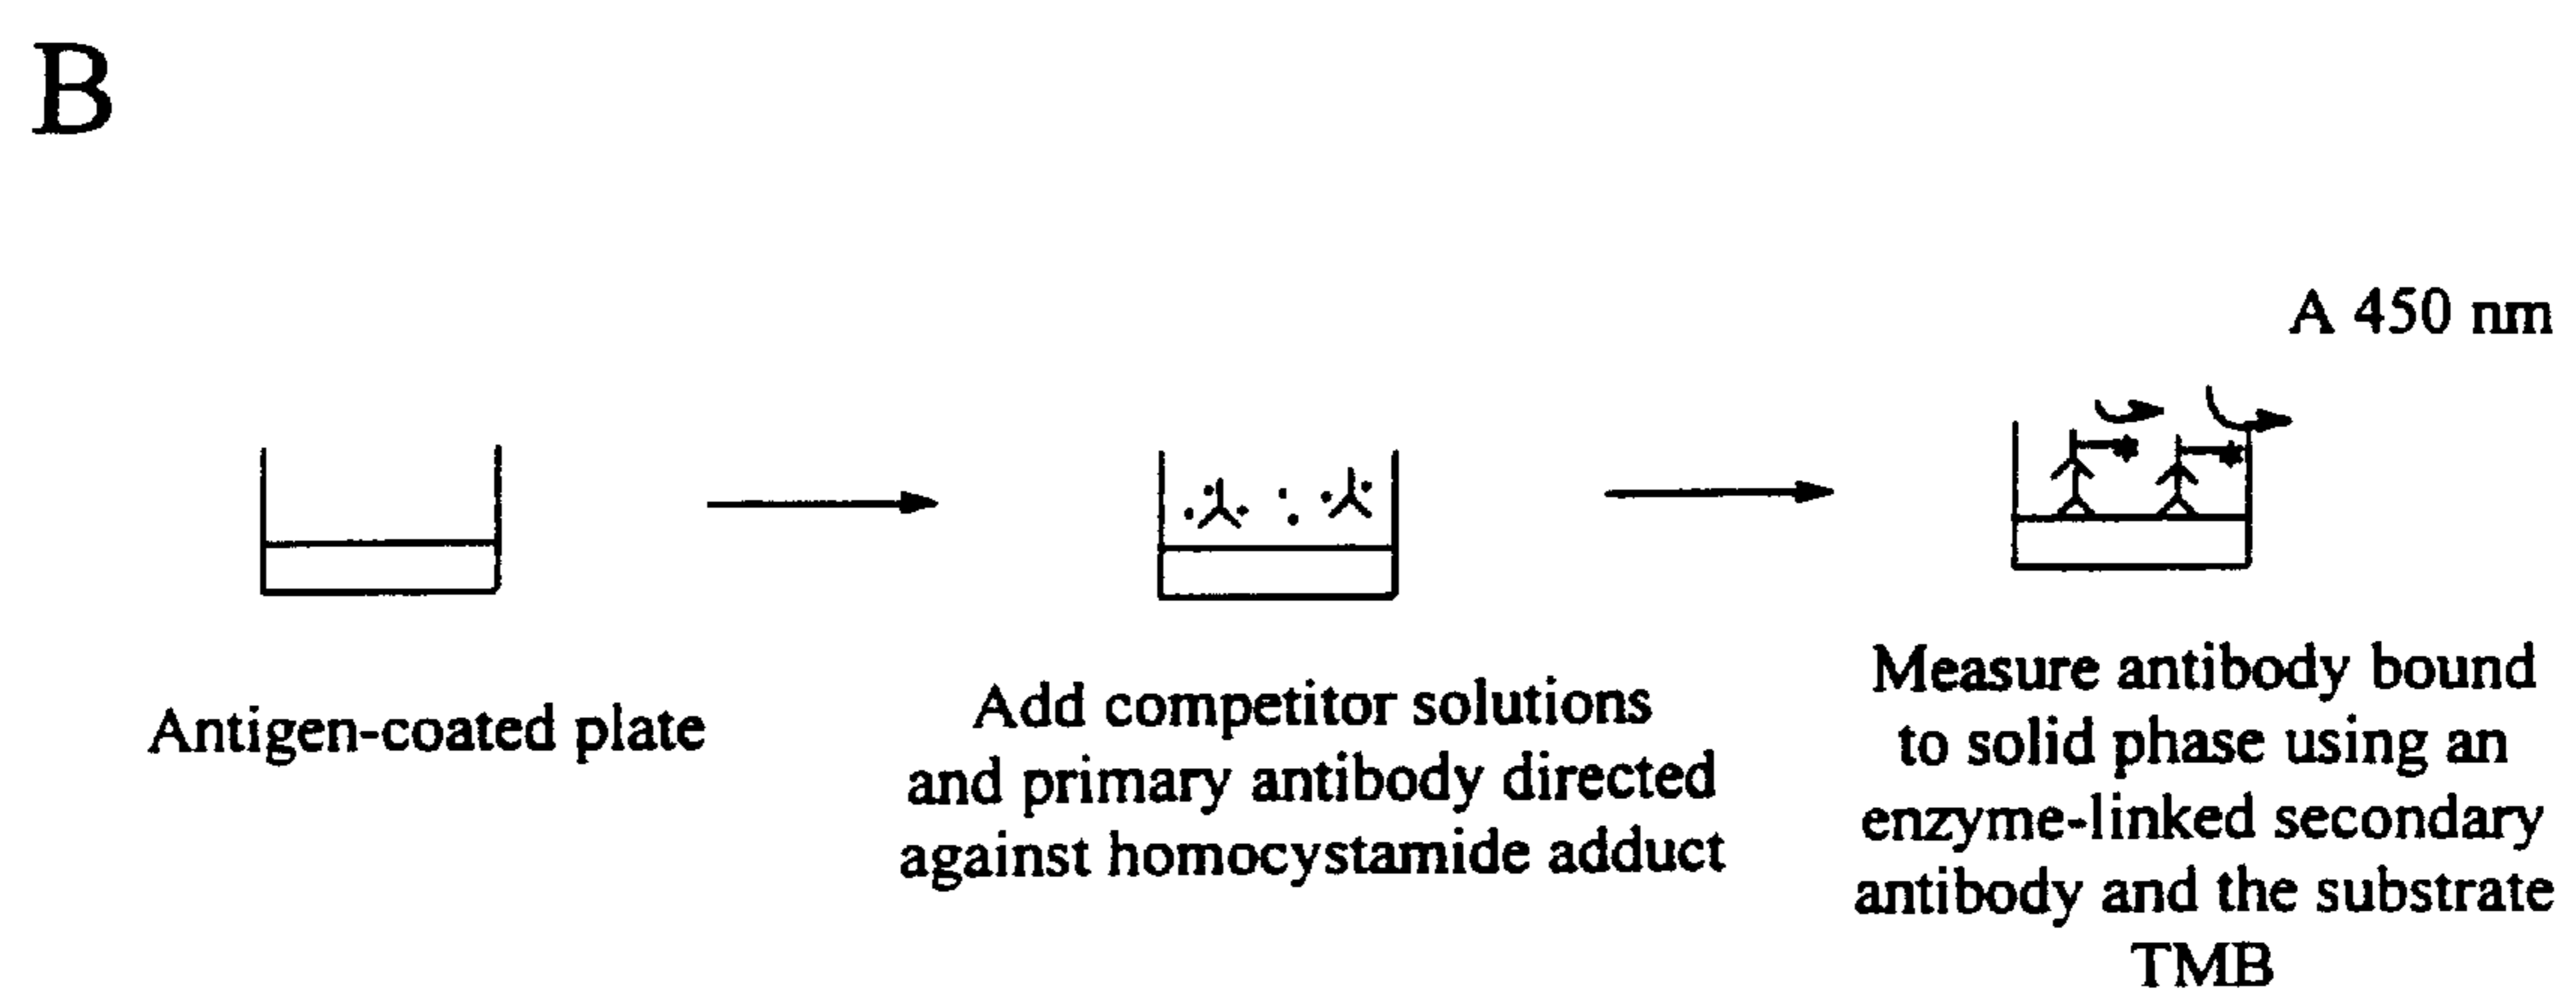 B
A 450 nm
Antigen-coated plate
Add competitor solutions
and primary antibody directed
against homocystamide adduct
Measure antibody bound
to solid phase using an
enzyme-linked secondary
antibody and the substrate
TMB